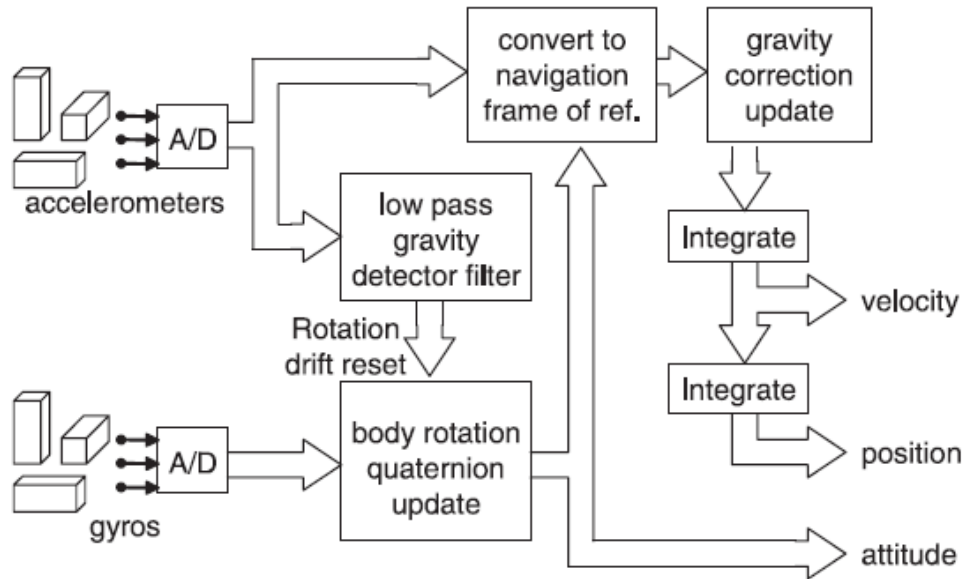 convert to
navigation
frame of ref.
gravity
correction
update
A/D
accelerometers
low pass
gravity
detector filter
Integrate
velocity
Rotation
drift reset
Integrate
body rotation
quaternion
update
A/D
position
gyros
attitude